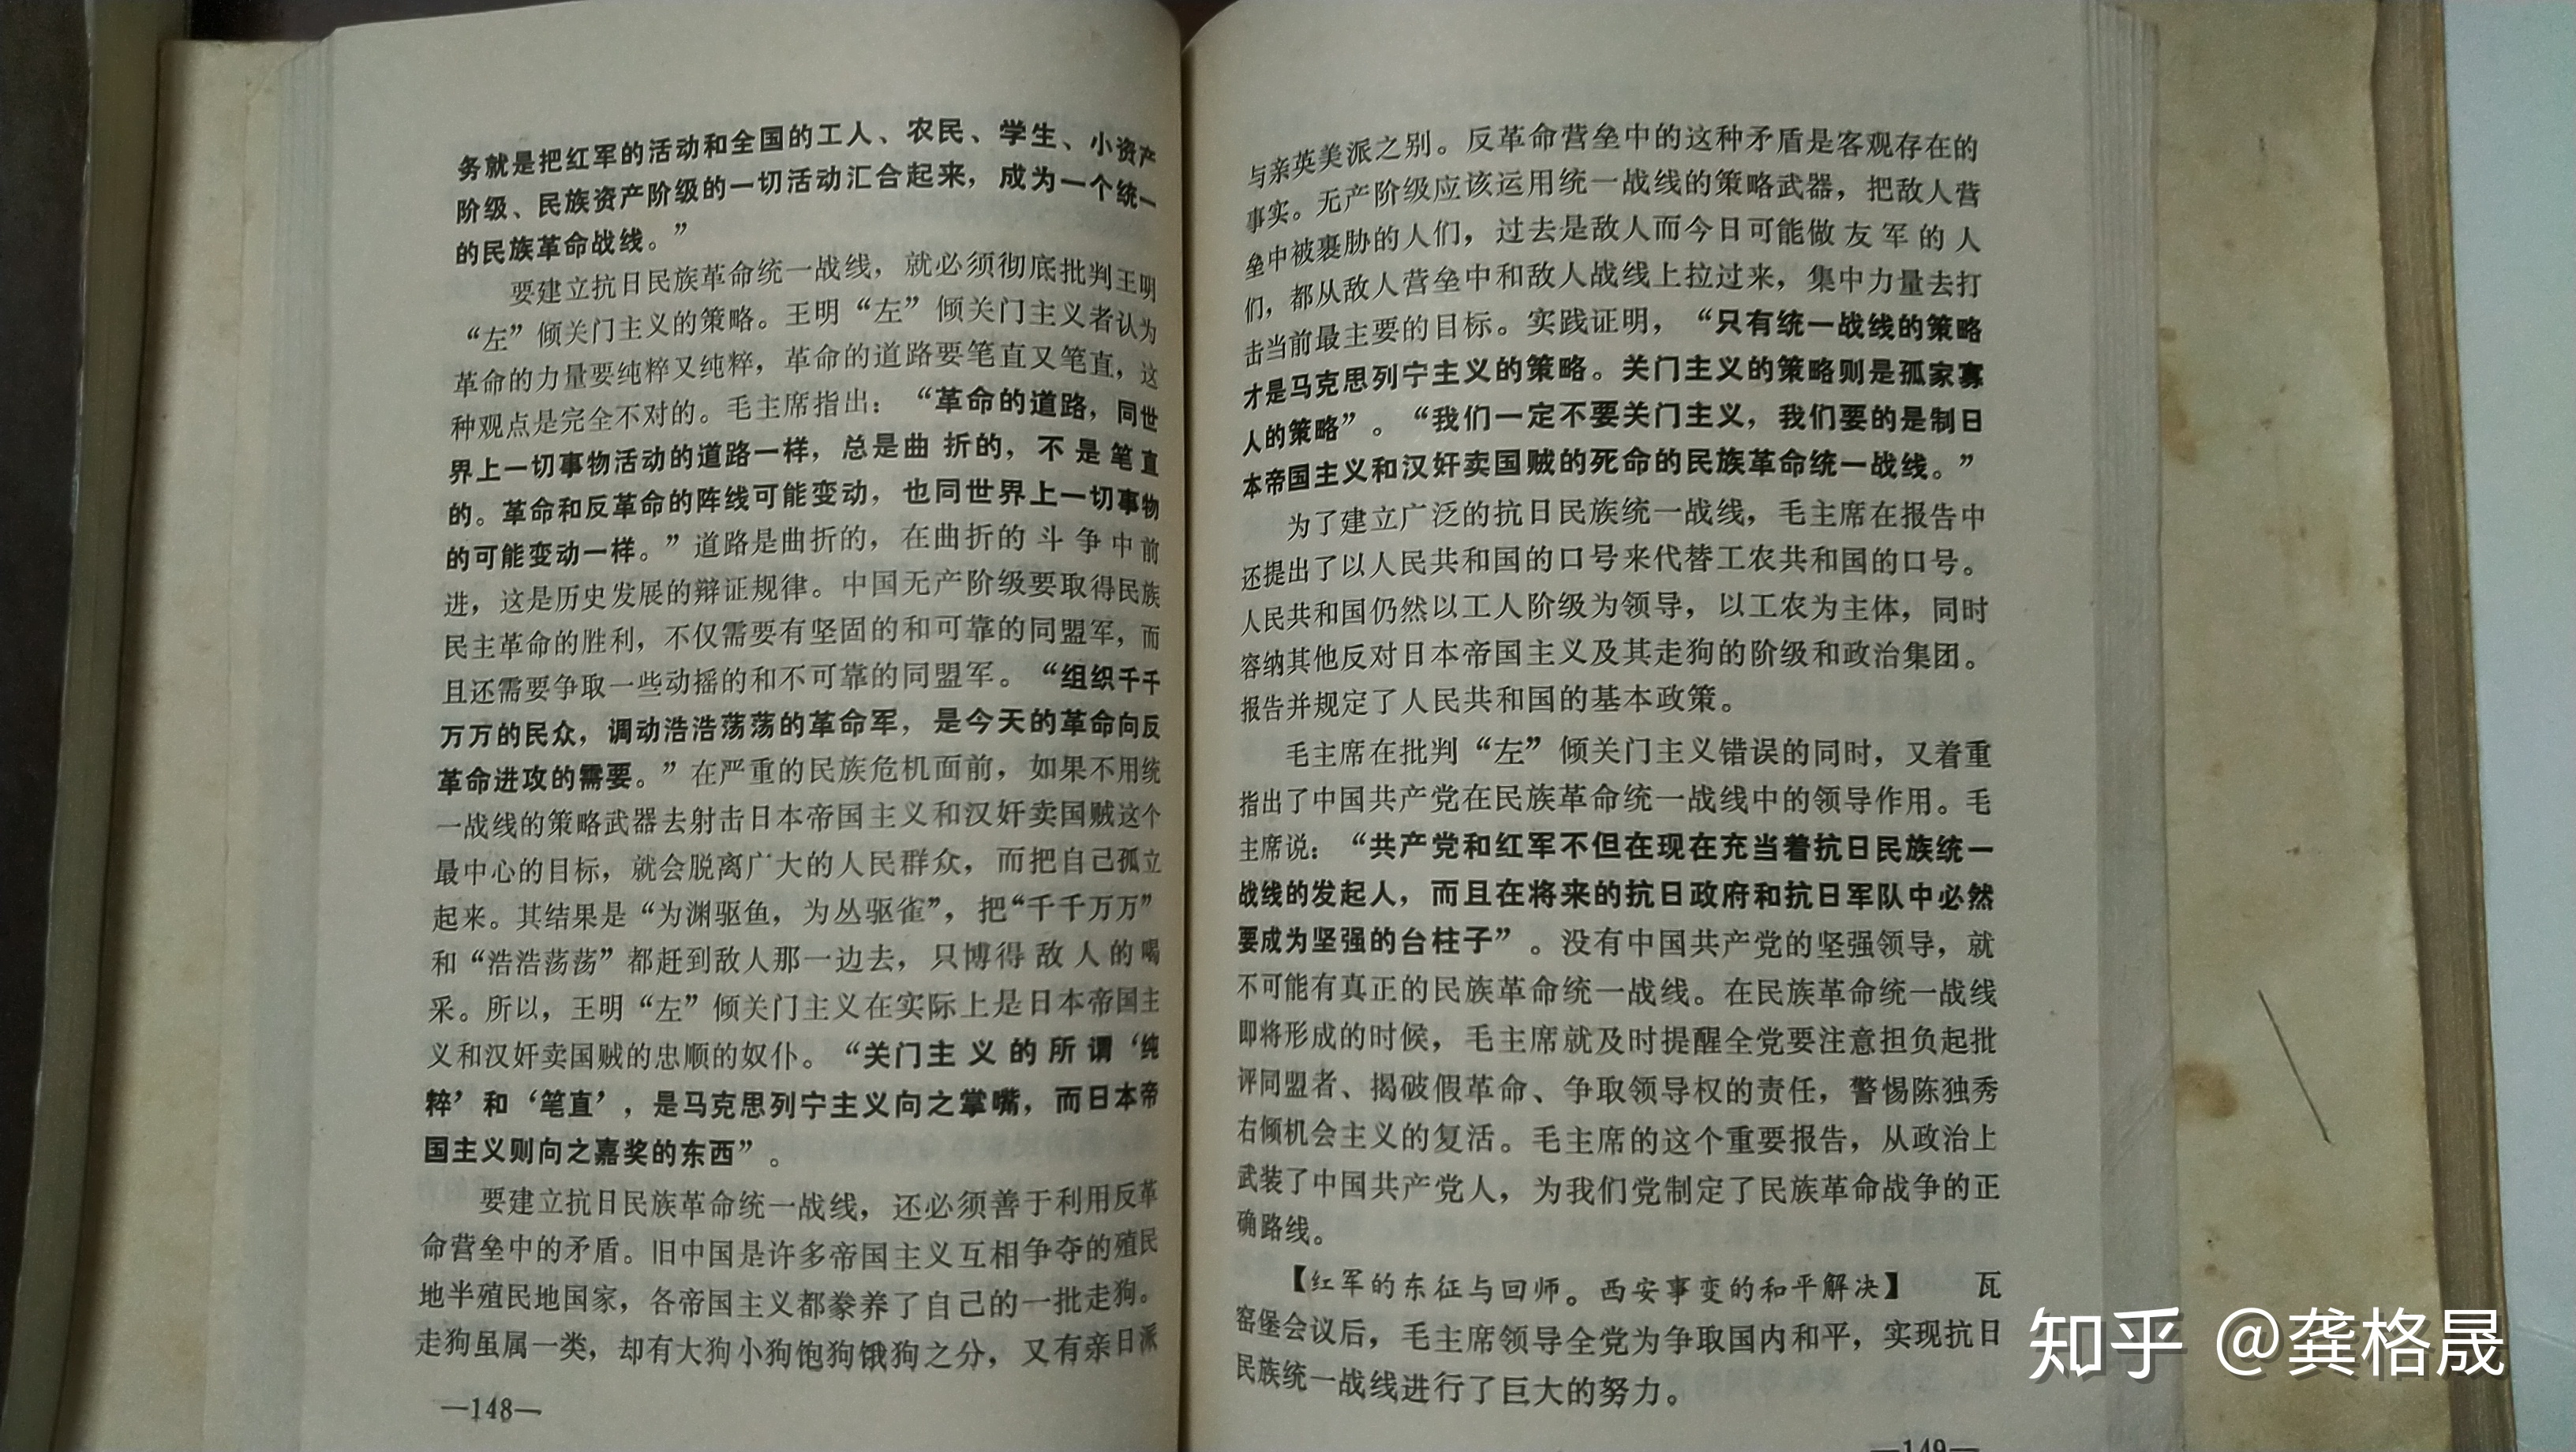 务就是把红军的活动和全国的工人、农民、学生、小资产
阶级、民族资产阶级的一切活动汇合起来，成为一个统一
的民族革命战线。”
要建立抗日民族革命统一战线，就必须彻底批判王明
“左”倾关门主义的策略。王明“左”倾关门主义者认为
革命的力量要纯粹又纯粹，革命的道路要笔直又笔直，这
种观点是完全不对的。毛主席指出：“革命的道路，同世
界上一切事物活动的道路一样，总是曲折的，不是笔直
的。革命和反革命的阵线可能变动，也同世界上一切事物
的可能变动一样。”道路是曲折的，在曲折的斗争中前
进，这是历史发展的辩证规律。中国无产阶级要取得民族
民主革命的胜利，不仅需要有坚固的和可靠的同盟军，而
且还需要争取一些动摇的和不可靠的同盟军。“组织千千
万万的民众，调动浩浩荡荡的革命军，是今天的革命向反
革命进攻的需要。”在严重的民族危机面前，如果不用统
一战线的策略武器去射击日本帝国主义和汉奸卖国贼这个
最中心的目标，就会脱离广大的人民群众，而把自己孤立
起来。其结果是“为渊驱鱼，为丛驱雀”，把“千千万万”
和“浩浩荡荡”都赶到敌人那一边去，只博得敌人的喝
采。所以，王明“左”倾关门主义在实际上是日本帝国主
义和汉奸卖国贼的忠顺的奴仆。“关门主义的所谓‘纯
粹’和‘笔直’，是马克思列宁主义向之掌嘴，而日本帝
国主义则向之嘉奖的东西”。
要建立抗日民族革命统一战线，还必须善于利用反革
命营垒中的矛盾。旧中国是许多帝国主义互相争夺的殖民
地半殖民地国家，各帝国主义都豢养了自己的一批走狗。
走狗虽属一类，却有大狗小狗饱狗饿狗之分，又有亲日派
—148—
与亲英美派之别。反革命营垒中的这种矛盾是客观存在的
事实。无产阶级应该运用统一战线的策略武器，把敌人营
垒中被裹胁的人们，过去是敌人而今日可能做友军的人
们，都从敌人营垒中和敌人战线上拉过来，集中力量去打
击当前最主要的目标。实践证明，“只有统一战线的策略
才是马克思列宁主义的策略。关门主义的策略则是孤家寡
人的策略”。“我们一定不要关门主义，我们要的是制日
本帝国主义和汉奸卖国贼的死命的民族革命统一战线。”
为了建立广泛的抗日民族统一战线，毛主席在报告中
还提出了以人民共和国的口号来代替工农共和国的口号。
人民共和国仍然以工人阶级为领导，以工农为主体，同时
容纳其他反对日本帝国主义及其走狗的阶级和政治集团。
报告并规定了人民共和国的基本政策。
毛主席在批判“左”倾关门主义错误的同时，又着重
指出了中国共产党在民族革命统一战线中的领导作用。毛
主席说：“共产党和红军不但在现在充当着抗日民族统一
战线的发起人，而且在将来的抗日政府和抗日军队中必然
要成为坚强的台柱子”。没有中国共产党的坚强领导，就
不可能有真正的民族革命统一战线。在民族革命统一战线
即将形成的时候，毛主席就及时提醒全党要注意担负起批
评同盟者、揭破假革命、争取领导权的责任，警惕陈独秀
右倾机会主义的复活。毛主席的这个重要报告，从政治上
武装了中国共产党人，为我们党制定了民族革命战争的正
确路线。
【红军的东征与回师。西安事变的和平解决】 瓦
窑堡会议后，毛主席领导全党为争取国内和平，实现抗日
民族统一战线进行了巨大的努力。
—149—
知乎 @龚格晟